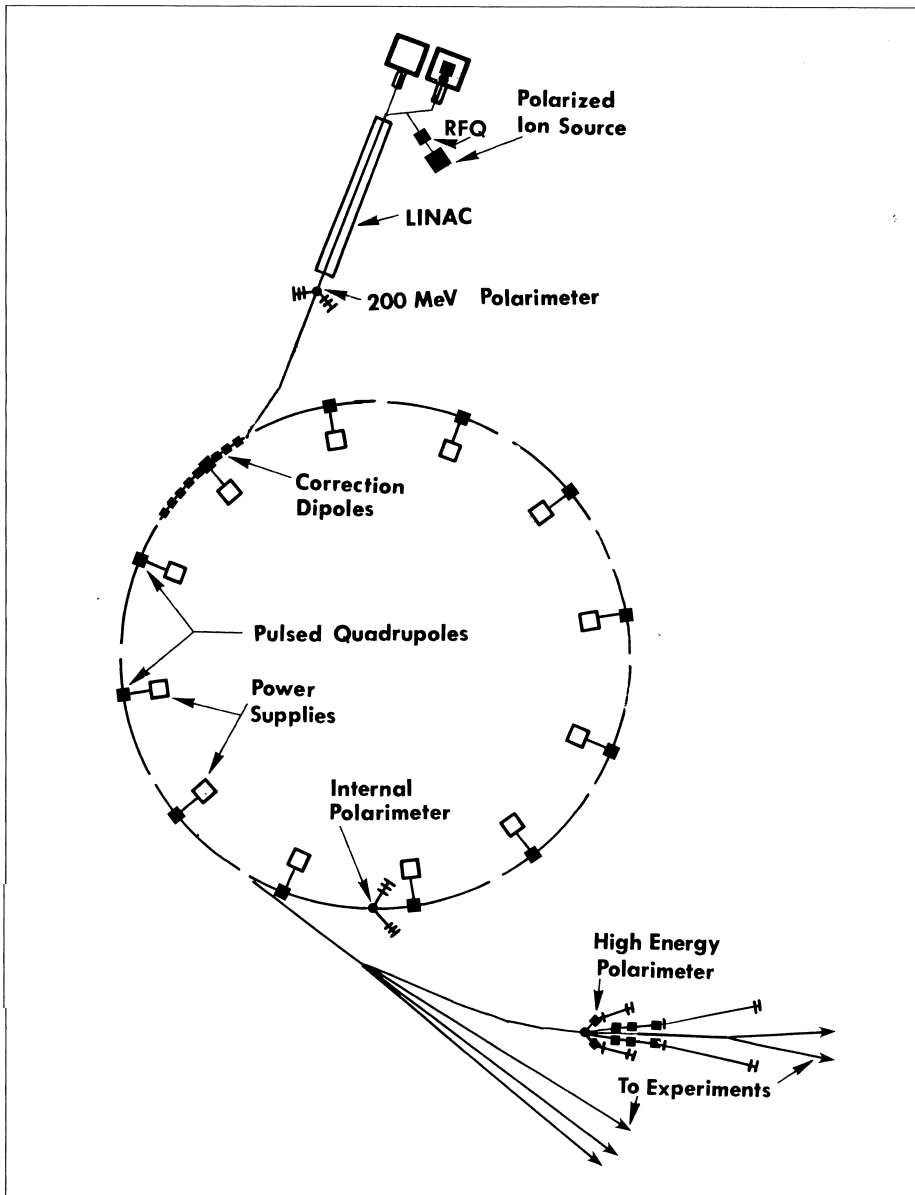 Polarized
Ion Source
RFQ
LINAC
200 MeV Polarimeter
Correction
Dipoles
Pulsed Quadrupoles
Power
Supplies
Internal
Polarimeter
High Energy
Polarimeter
To Experiments